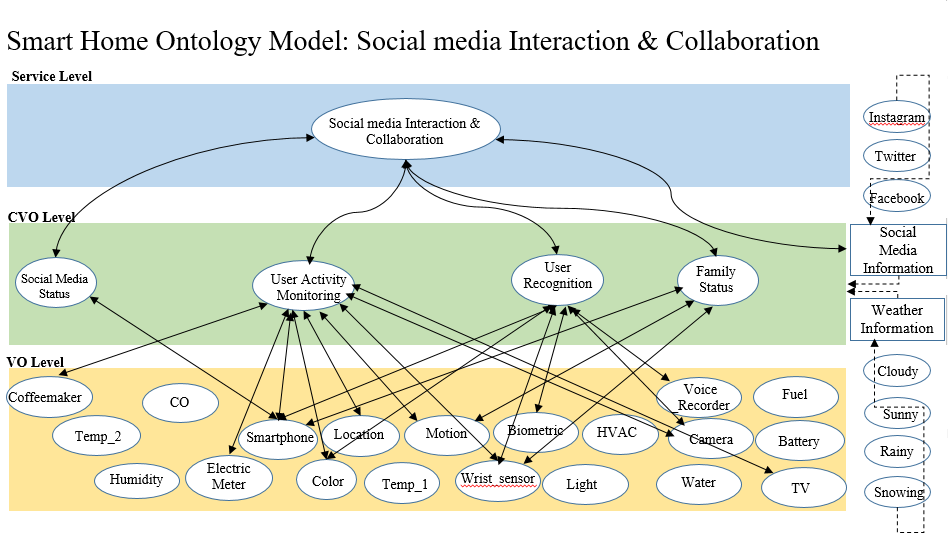 Smart Home Ontology Model: Social media Interaction & Collaboration
Service Level
Social media Interaction &
Collaboration
Instagram
Twitter
Facebook
CVO Level
Social
Media
Information
Social Media
Status
User Activity
Monitoring
User
Recognition
Family
Status
Weather
Information
VO Level
Coffeemaker
CO
Voice
_Recorder
Fuel
Cloudy
Temp_2
Smartphone
Location
Motion
Biometric
HVAC
Camera
Battery
Sunny
Humidity
Electric
Meter
Color
Temp_1
Wrist_sensor
Light
Water
TV
Rainy
Snowing